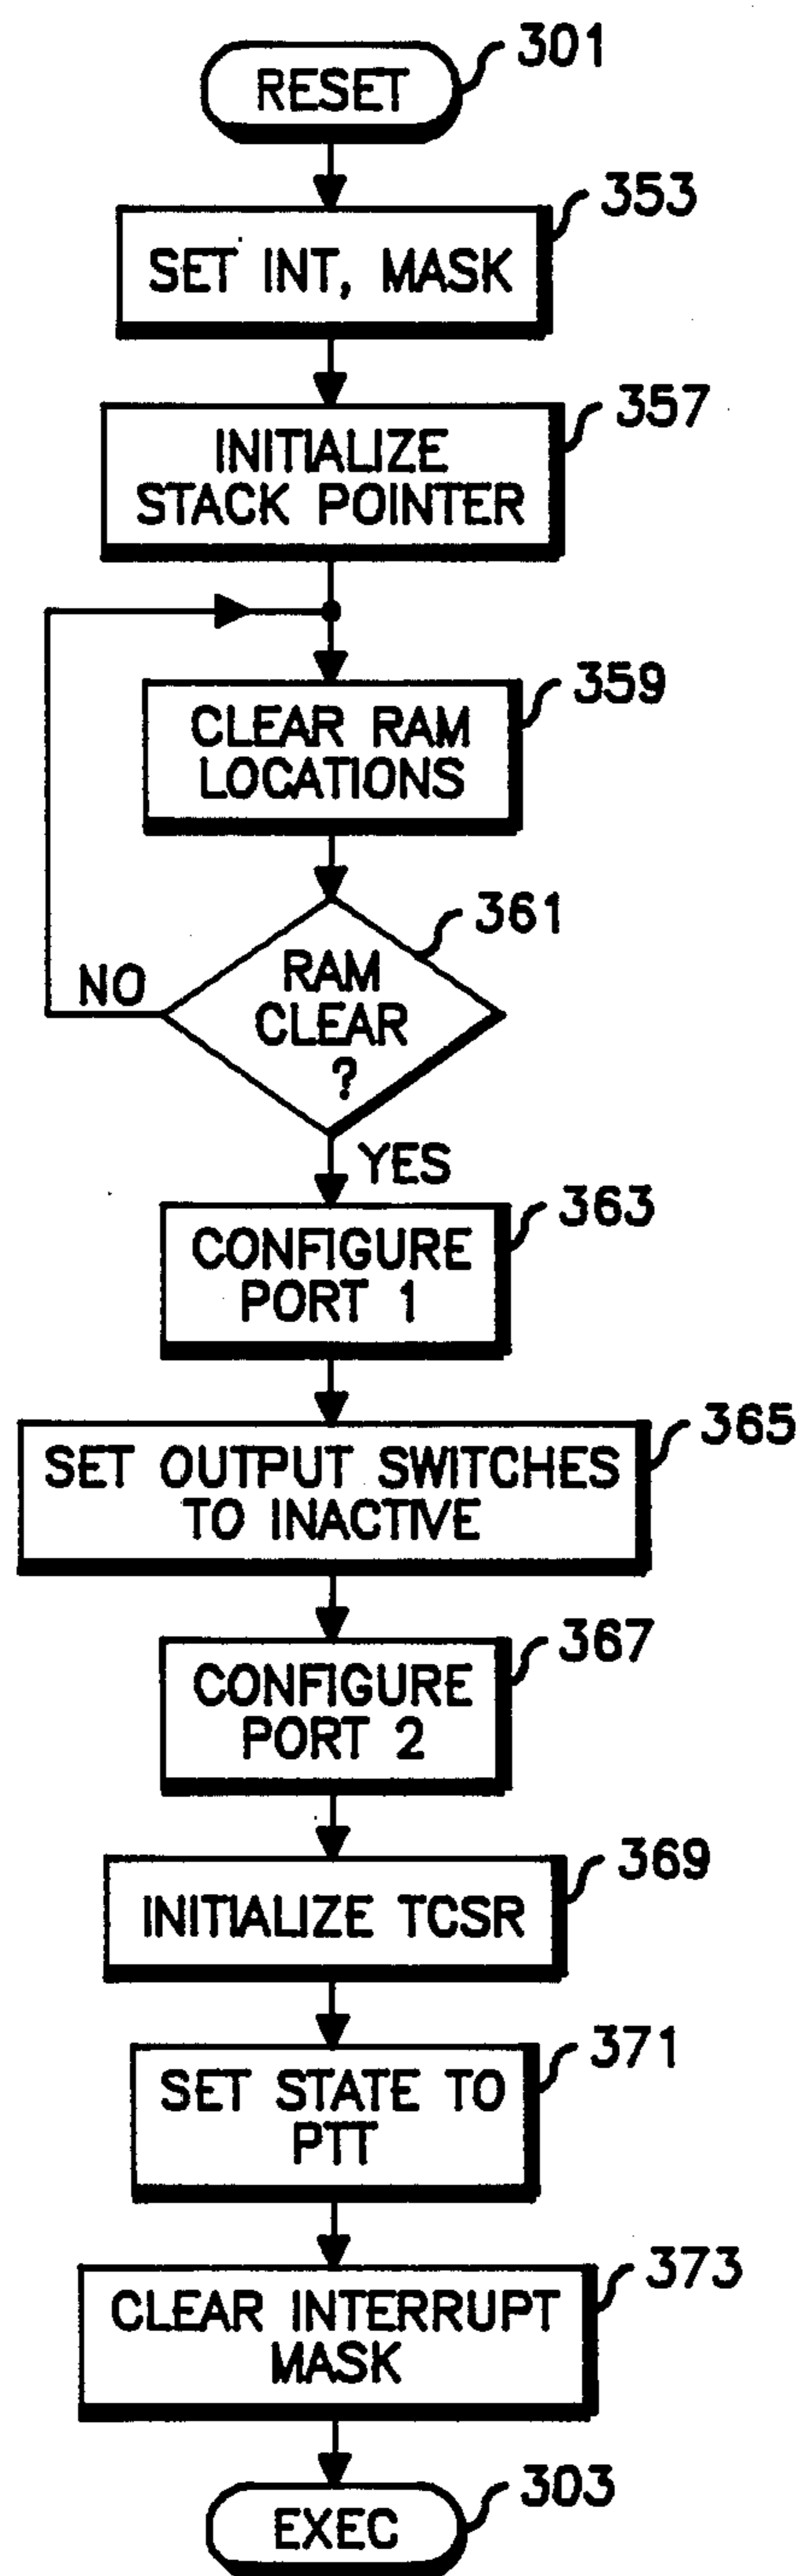 301
RESET
353
SET INT, MASK
357
INITIALIZE
STACK POINTER
359
CLEAR RAM
LOCATIONS
361
RAM
CLEAR
?
NO
YES
363
CONFIGURE
PORT 1
365
SET OUTPUT SWITCHES
TO INACTIVE
367
CONFIGURE
PORT 2
369
INITIALIZE TCSR
371
SET STATE TO
PTT
373
CLEAR INTERRUPT
MASK
303
EXEC